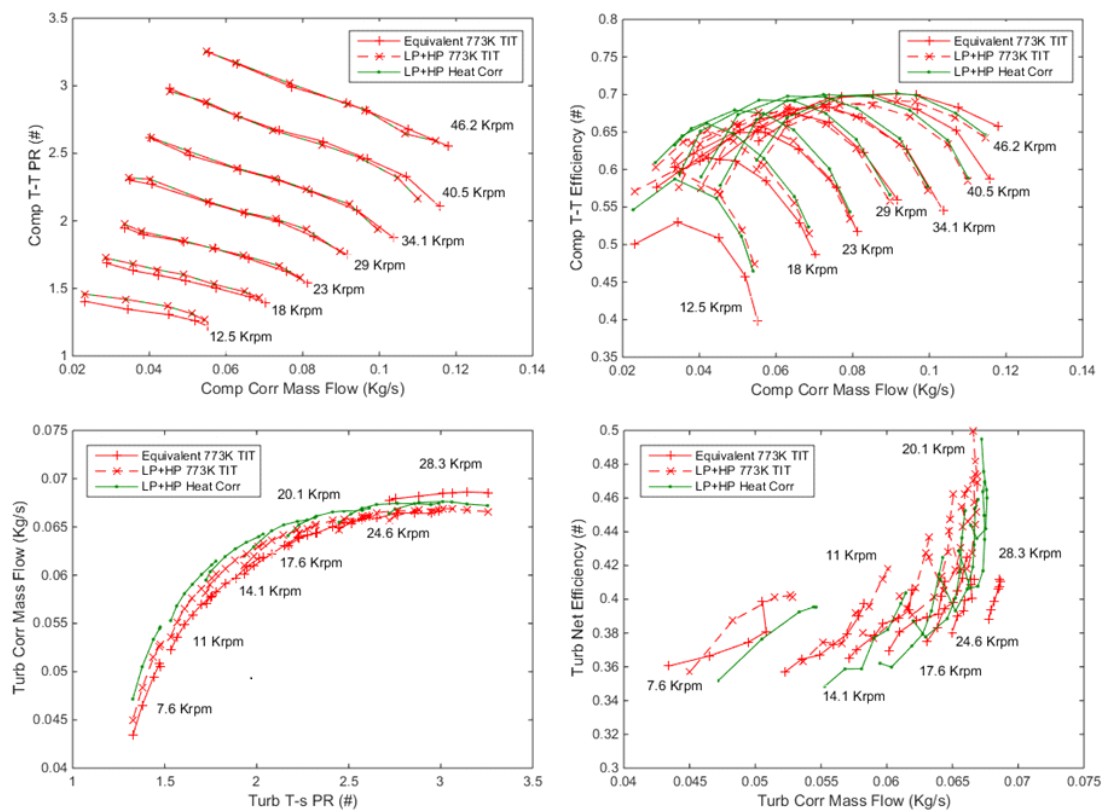 3.5
3
2.5
2
1.5
1
0.02
0.04
0.06
0.08
0.1
0.12
0.14
Comp T-T PR (#)
Comp Corr Mass Flow (Kg/s)
Equivalent 773K TIT
LP+HP 773K TIT
LP+HP Heat Corr
46.2 Krpm
40.5 Krpm
34.1 Krpm
29 Krpm
23 Krpm
18 Krpm
12.5 Krpm
0.8
0.75
0.7
0.65
0.6
0.55
0.5
0.45
0.4
0.35
0.02
0.04
0.06
0.08
0.1
0.12
0.14
Comp T-T Efficiency (#)
Comp Corr Mass Flow (Kg/s)
Equivalent 773K TIT
LP+HP 773K TIT
LP+HP Heat Corr
46.2 Krpm
40.5 Krpm
34.1 Krpm
29 Krpm
23 Krpm
18 Krpm
12.5 Krpm
0.075
0.07
0.065
0.06
0.055
0.05
0.045
0.04
1
1.5
2
2.5
3
3.5
Turb Corr Mass Flow (Kg/s)
Turb T-s PR (#)
Equivalent 773K TIT
LP+HP 773K TIT
LP+HP Heat Corr
28.3 Krpm
20.1 Krpm
24.6 Krpm
17.6 Krpm
14.1 Krpm
11 Krpm
7.6 Krpm
0.5
0.48
0.46
0.44
0.42
0.4
0.38
0.36
0.34
0.32
0.3
0.04
0.045
0.05
0.055
0.06
0.065
0.07
0.075
Turb Net Efficiency (#)
Turb Corr Mass Flow (Kg/s)
Equivalent 773K TIT
LP+HP 773K TIT
LP+HP Heat Corr
20.1 Krpm
28.3 Krpm
11 Krpm
24.6 Krpm
17.6 Krpm
7.6 Krpm
14.1 Krpm